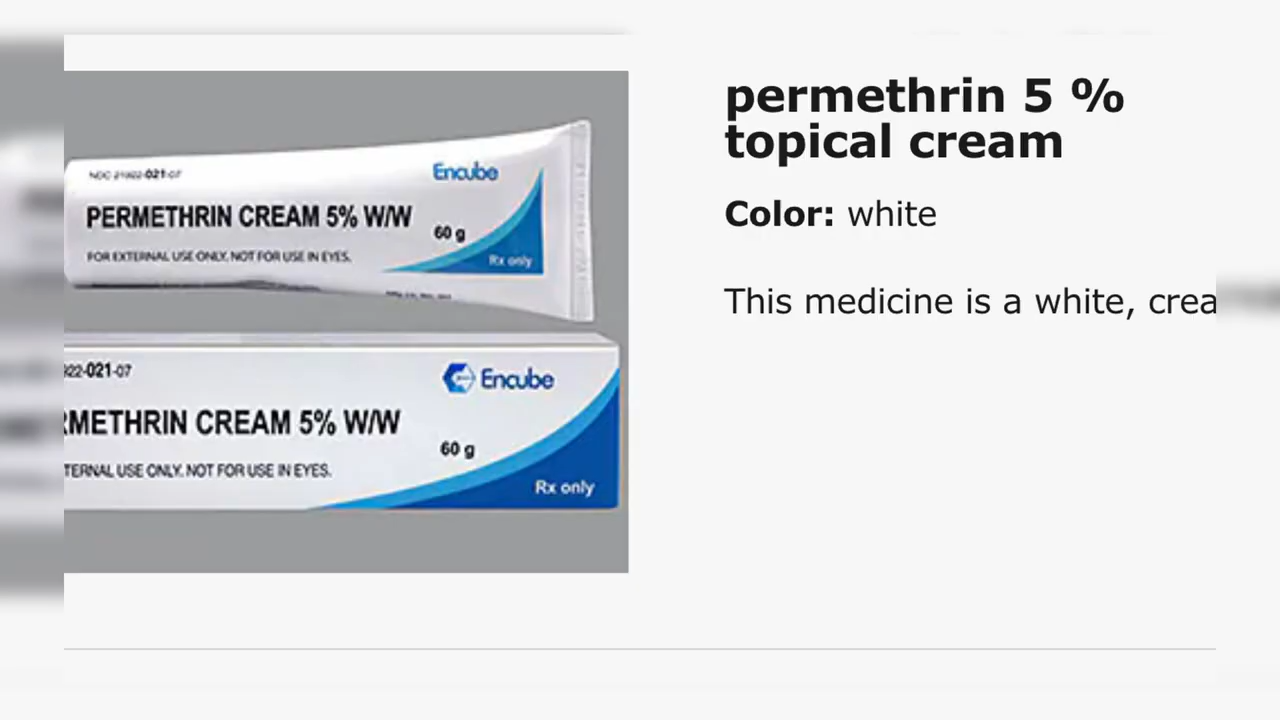 NDC 21922-021-07
Encube
PERMETHRIN CREAM 5% W/W
60 g
FOR EXTERNAL USE ONLY. NOT FOR USE IN EYES.
Rx only
922-021-07
Encube
RMETHRIN CREAM 5% W/W
60 g
TERNAL USE ONLY. NOT FOR USE IN EYES.
Rx only
permethrin 5 %
topical cream
Color: white
This medicine is a white, crea